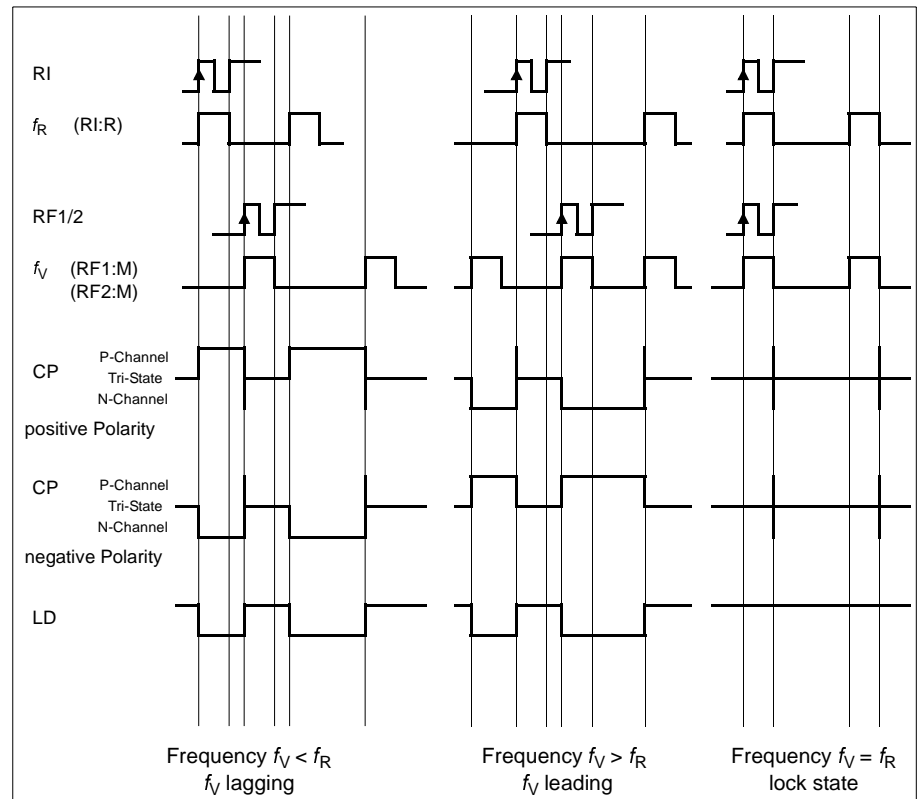 RI
fR (RI:R)
RF1/2
fV (RF1:M)
(RF2:M)
P-Channel
CP Tri-State
N-Channel
positive Polarity
CP P-Channel
Tri-State
N-Channel
negative Polarity
LD
Frequency fV < fR
fV lagging
Frequency fV > fR
fV leading
Frequency fV = fR
lock state